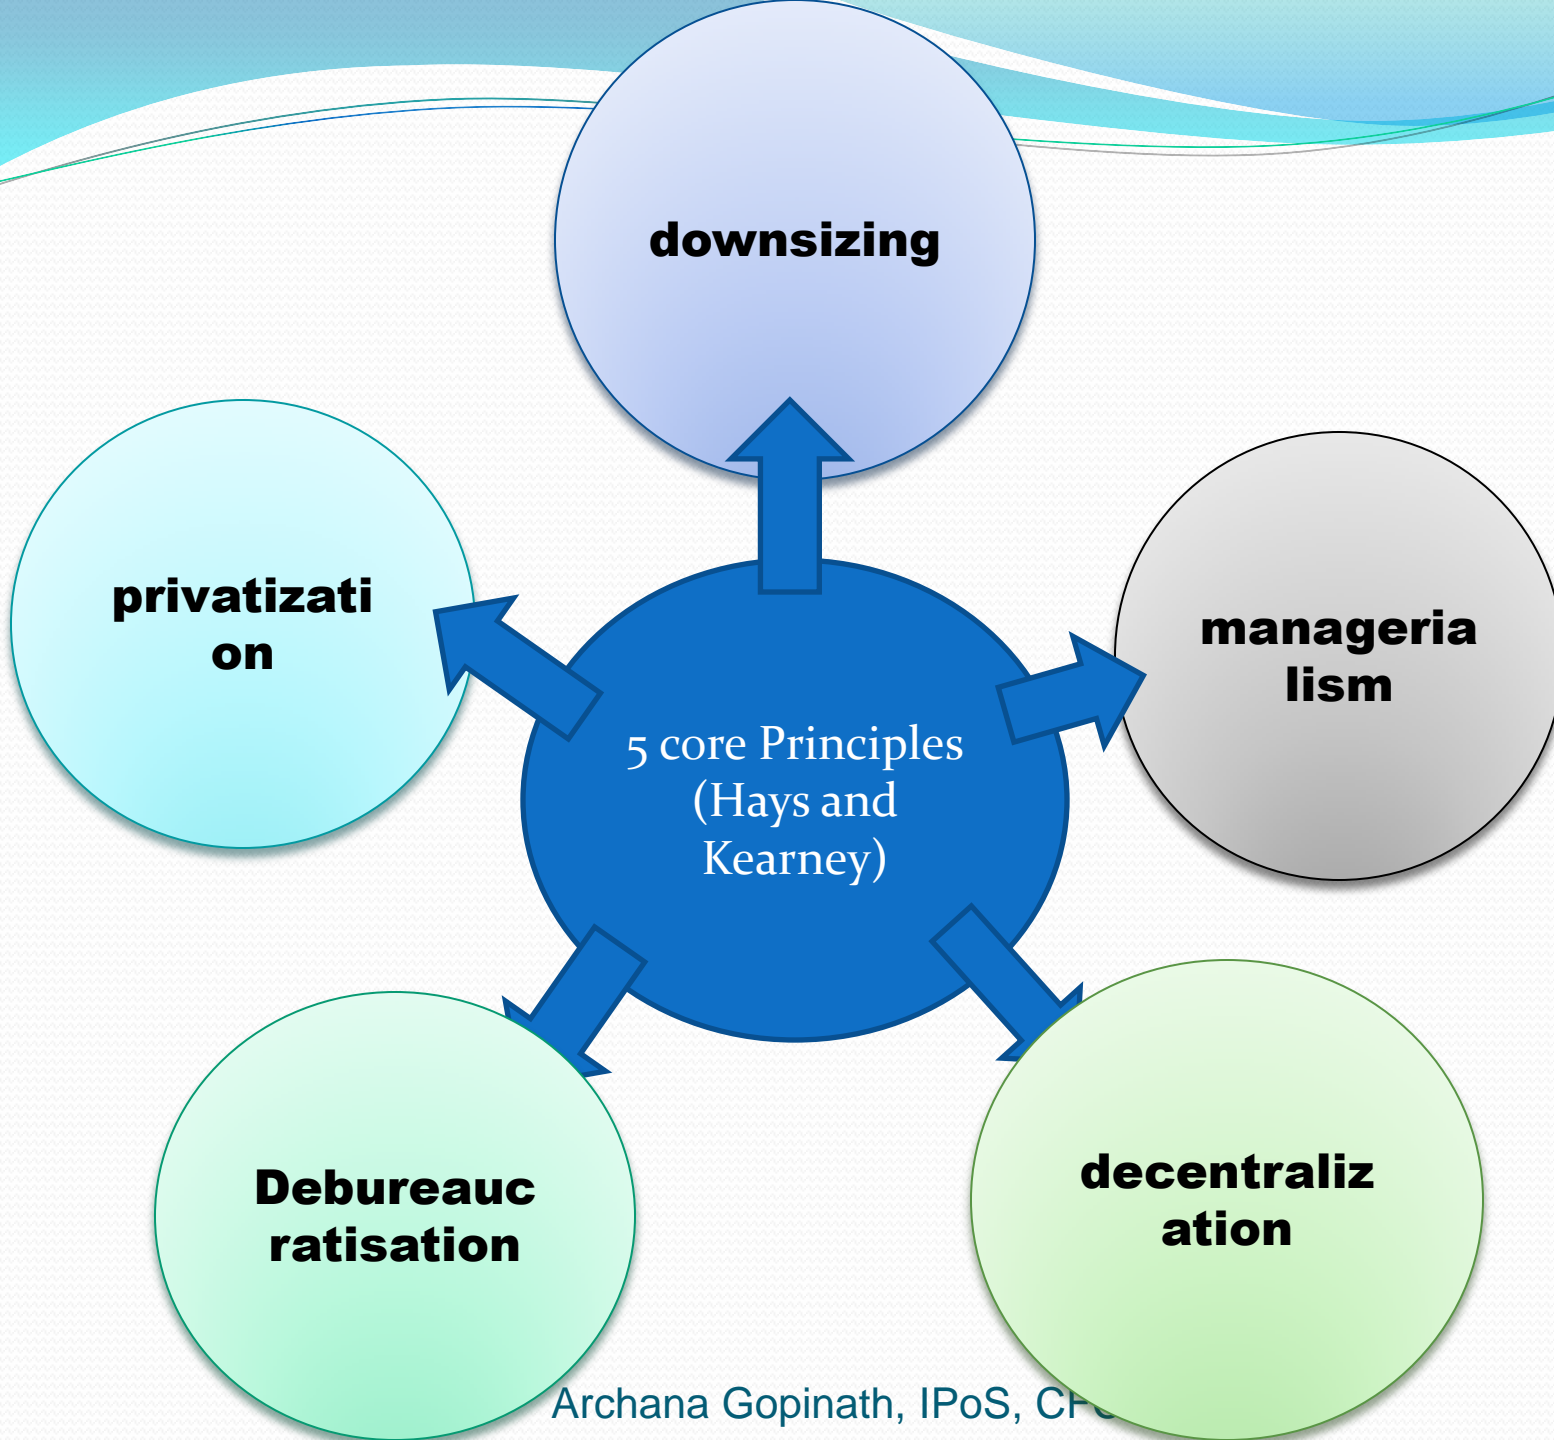 downsizing
privatizati
on
manageria
lism
5 core Principles
(Hays and
Kearney)
Debureauc
ratisation
decentraliz
ation
Archana Gopinath, IPoS,